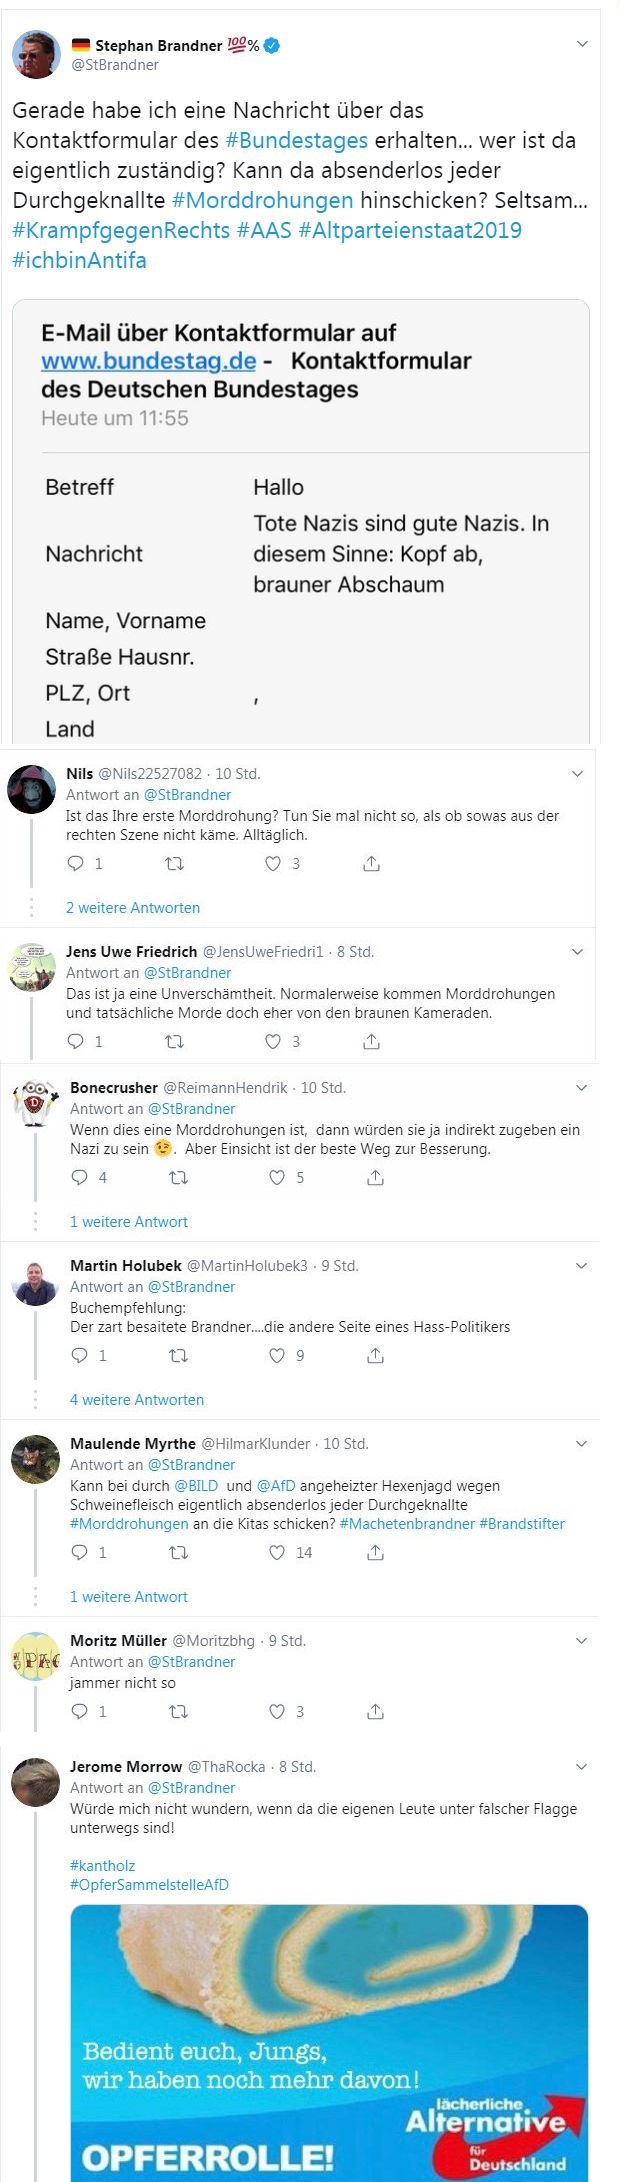 Stephan Brandner 💯% 
@StBrandner
Gerade habe ich eine Nachricht über das
Kontaktformular des #Bundestages erhalten... wer ist da
eigentlich zuständig? Kann da absenderlos jeder
Durchgeknallte #Morddrohungen hinschicken? Seltsam...
#KrampfgegenRechts #AAS #Altparteienstaat2019
#ichbinAntifa
E-Mail über Kontaktformular auf
www.bundestag.de - Kontaktformular
des Deutschen Bundestages
Heute um 11:55
Betreff Hallo
Tote Nazis sind gute Nazis. In
Nachricht diesem Sinne: Kopf ab,
brauner Abschaum
Name, Vorname
Straße Hausnr.
PLZ, Ort ,
Land
Nils @Nils22527082 · 10 Std.
Antwort an @StBrandner
Ist das Ihre erste Morddrohung? Tun Sie mal nicht so, als ob sowas aus der
rechten Szene nicht käme. Alltäglich.
1 3
2 weitere Antworten
Jens Uwe Friedrich @JensUweFriedri1 · 8 Std.
Antwort an @StBrandner
Das ist ja eine Unverschämtheit. Normalerweise kommen Morddrohungen
und tatsächliche Morde doch eher von den braunen Kameraden.
1 3
Bonecrusher @ReimannHendrik · 10 Std.
Antwort an @StBrandner
Wenn dies eine Morddrohungen ist, dann würden sie ja indirekt zugeben ein
Nazi zu sein 😉. Aber Einsicht ist der beste Weg zur Besserung.
4 5
1 weitere Antwort
Martin Holubek @MartinHolubek3 · 9 Std.
Antwort an @StBrandner
Buchempfehlung:
Der zart besaitete Brandner....die andere Seite eines Hass-Politikers
1 9
4 weitere Antworten
Maulende Myrthe @HilmarKlunder · 10 Std.
Antwort an @StBrandner
Kann bei durch @BILD und @AfD angeheizter Hexenjagd wegen
Schweinefleisch eigentlich absenderlos jeder Durchgeknallte
#Morddrohungen an die Kitas schicken? #Machetenbrandner #Brandstifter
1 14
1 weitere Antwort
Moritz Müller @Moritzbhg · 9 Std.
Antwort an @StBrandner
jammer nicht so
1 3
Jerome Morrow @ThaRocka · 8 Std.
Antwort an @StBrandner
Würde mich nicht wundern, wenn da die eigenen Leute unter falscher Flagge
unterwegs sind!
#kantholz
#OpferSammelstelleAfD
Bedient euch, Jungs,
wir haben noch mehr davon!
lächerliche
Alternative
OPFERROLLE!
für
Deutschland